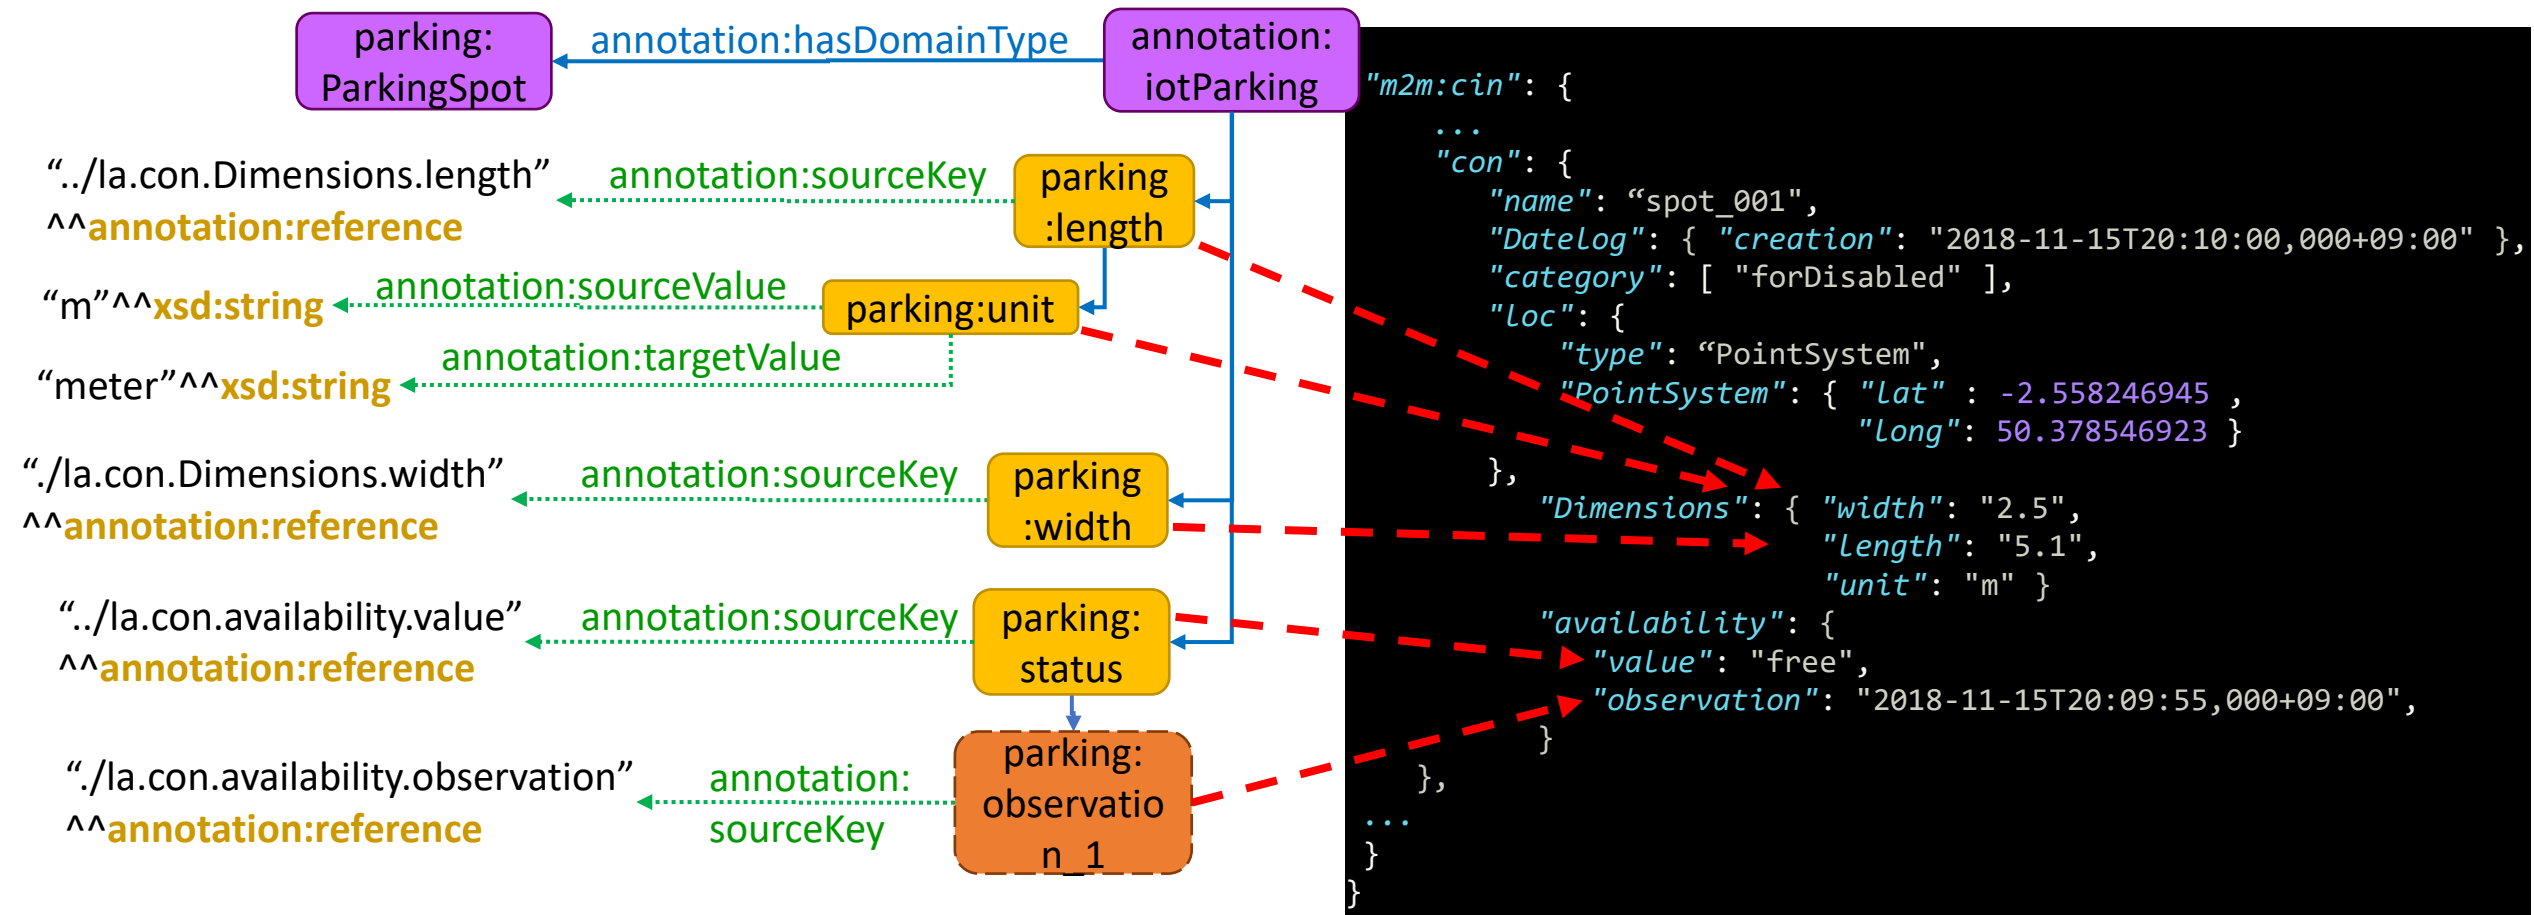 parking:
ParkingSpot
annotation:hasDomainType
annotation:
iotParking
“../la.con.Dimensions.length”
^^annotation:reference
annotation:sourceKey
parking
:length
“m”^^xsd:string
annotation:sourceValue
parking:unit
“meter”^^xsd:string
annotation:targetValue
“./la.con.Dimensions.width”
^^annotation:reference
annotation:sourceKey
parking
:width
“../la.con.availability.value”
^^annotation:reference
annotation:sourceKey
parking:
status
“./la.con.availability.observation”
^^annotation:reference
annotation:
sourceKey
parking:
observatio
n_1
"m2m:cin": {
...
"con": {
"name": “spot_001",
"Datelog": { "creation": "2018-11-15T20:10:00,000+09:00" },
"category": [ "forDisabled" ],
"loc": {
"type": “PointSystem",
"PointSystem": { "lat" : -2.558246945 ,
"long": 50.378546923 }
},
"Dimensions": { "width": "2.5",
"length": "5.1",
"unit": "m" }
"availability": {
"value": "free",
"observation": "2018-11-15T20:09:55,000+09:00",
}
},
...
}
}